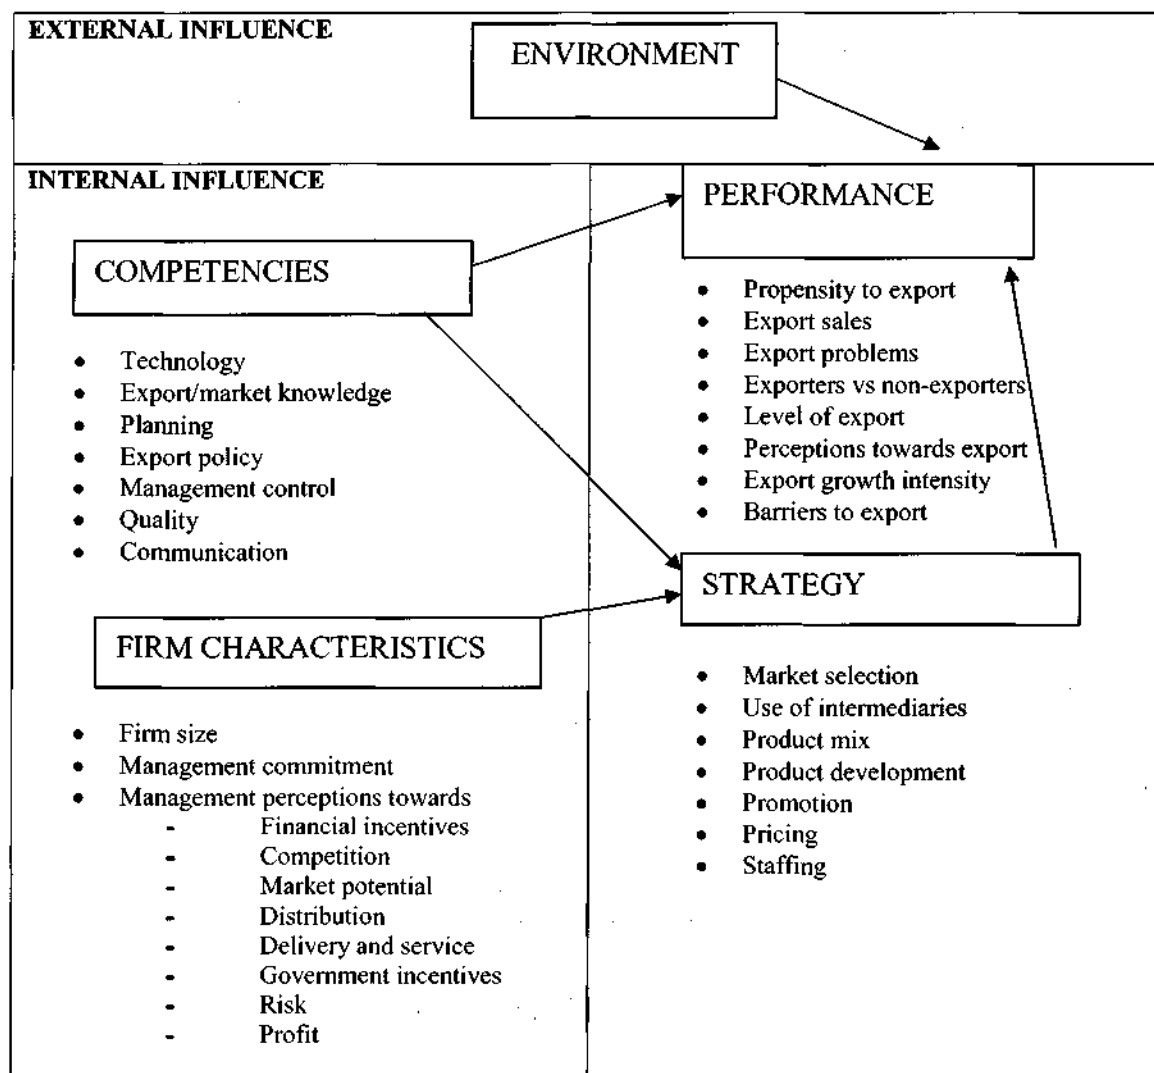 EXTERNAL INFLUENCE
ENVIRONMENT
INTERNAL INFLUENCE
COMPETENCIES
• Technology
• Export/market knowledge
• Planning
• Export policy
• Management control
• Quality
• Communication
FIRM CHARACTERISTICS
• Firm size
• Management commitment
• Management perceptions towards
- Financial incentives
- Competition
- Market potential
- Distribution
- Delivery and service
- Government incentives
- Risk
- Profit
PERFORMANCE
• Propensity to export
• Export sales
• Export problems
• Exporters vs non-exporters
• Level of export
• Perceptions towards export
• Export growth intensity
• Barriers to export
STRATEGY
• Market selection
• Use of intermediaries
• Product mix
• Product development
• Promotion
• Pricing
• Staffing